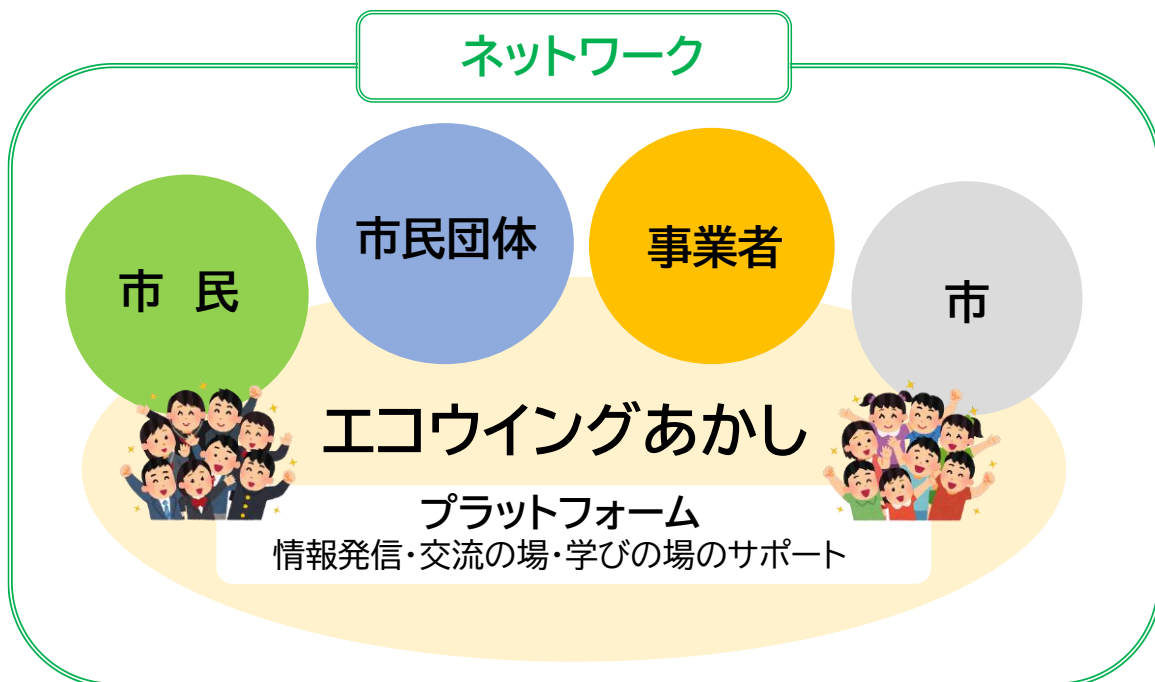 ネットワーク
市民団体
事業者
市 民
市
エコウイングあかし
プラットフォーム
情報発信・交流の場・学びの場のサポート